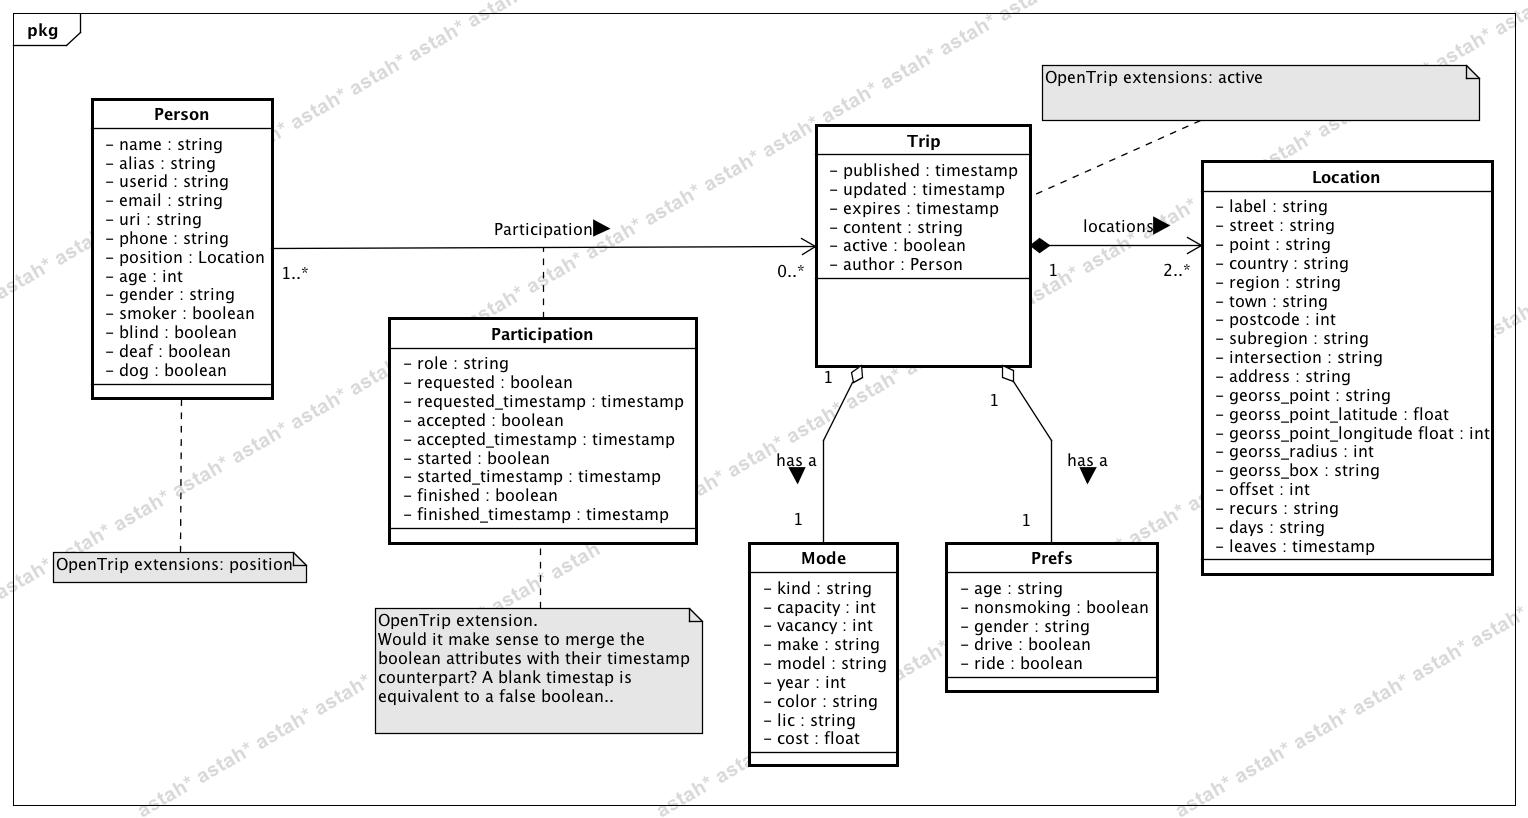 pkg
Person
- name : string
- alias : string
- userid : string
- email : string
- uri : string
- phone : string
- position : Location
- age : int
- gender : string
- smoker : boolean
- blind : boolean
- deaf : boolean
- dog : boolean
OpenTrip extensions: position
Participation
1..*
0..*
Participation
- role : string
- requested : boolean
- requested_timestamp : timestamp
- accepted : boolean
- accepted_timestamp : timestamp
- started : boolean
- started_timestamp : timestamp
- finished : boolean
- finished_timestamp : timestamp
OpenTrip extension.
Would it make sense to merge the
boolean attributes with their timestamp
counterpart? A blank timestap is
equivalent to a false boolean..
Trip
- published : timestamp
- updated : timestamp
- expires : timestamp
- content : string
- active : boolean
- author : Person
OpenTrip extensions: active
locations
1
2..*
Location
- label : string
- street : string
- point : string
- country : string
- region : string
- town : string
- postcode : int
- subregion : string
- intersection : string
- address : string
- georss_point : string
- georss_point_latitude : float
- georss_point_longitude float : int
- georss_radius : int
- georss_box : string
- offset : int
- recurs : string
- days : string
- leaves : timestamp
1
has a
1
1
has a
1
Mode
- kind : string
- capacity : int
- vacancy : int
- make : string
- model : string
- year : int
- color : string
- lic : string
- cost : float
Prefs
- age : string
- nonsmoking : boolean
- gender : string
- drive : boolean
- ride : boolean
astah* astah* astah* astah* astah* astah*